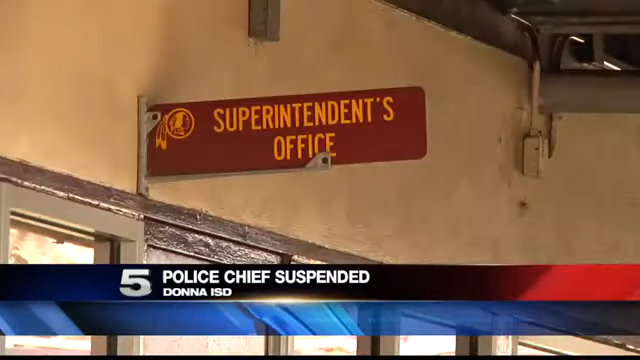 SUPERINTENDENT'S
OFFICE
5 POLICE CHIEF SUSPENDED
DONNA ISD